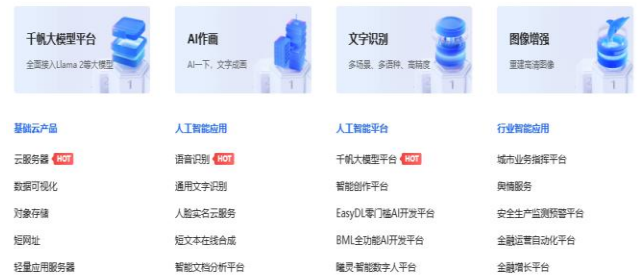 千帆大模型平台
全面接入Llama 2等大模型
AI作画
AI一下，文字成画
文字识别
多场景、多语种、高精度
图像增强
重建高清图像
基础云产品
云服务器 HOT
数据可视化
对象存储
短网址
轻量应用服务器
人工智能应用
语音识别 HOT
通用文字识别
人脸实名云服务
短文本在线合成
智能文档分析平台
人工智能平台
千帆大模型平台 HOT
智能创作平台
EasyDL零门槛AI开发平台
BML全功能AI开发平台
曦灵·智能数字人平台
行业智能应用
城市业务指挥平台
舆情服务
安全生产监测预警平台
金融运营自动化平台
金融增长平台